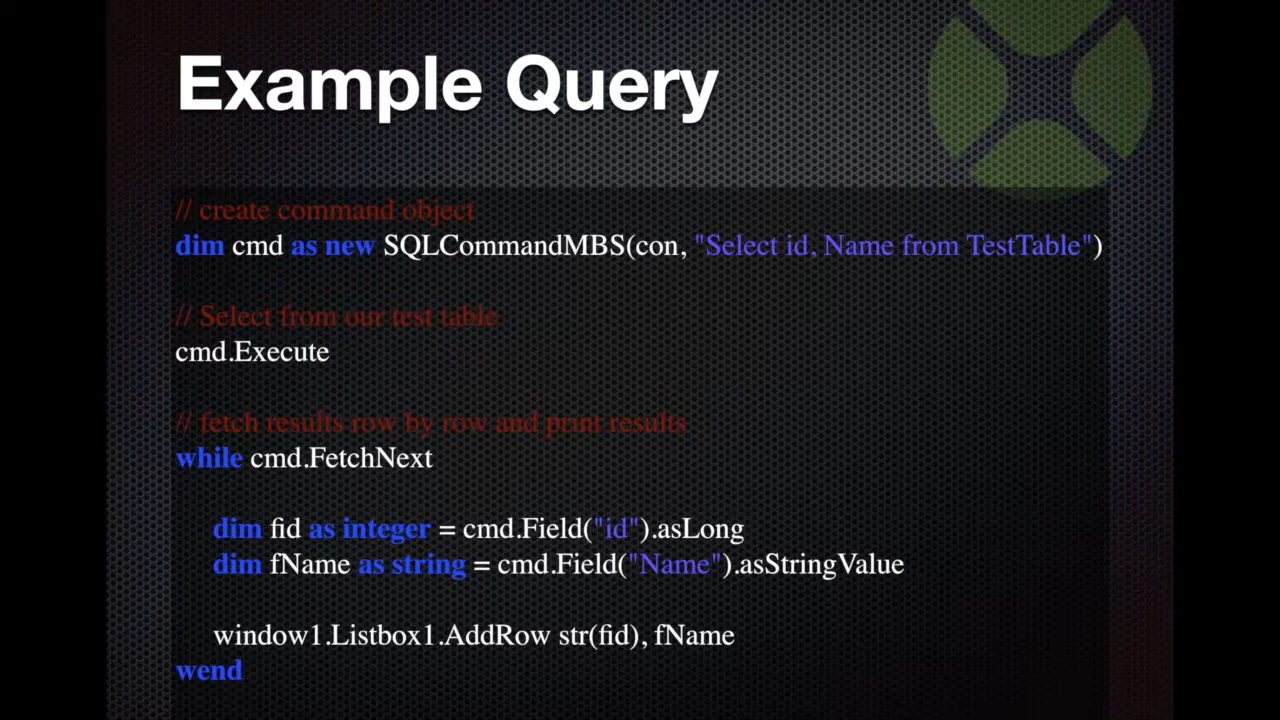 Example Query
// create command object
dim cmd as new SQLCommandMBS(con, "Select id, Name from TestTable")
// Select from our test table
cmd.Execute
// fetch results row by row and print results
while cmd.FetchNext
dim fid as integer = cmd.Field("id").asLong
dim fName as string = cmd.Field("Name").asStringValue
window1.Listbox1.AddRow str(fid), fName
wend